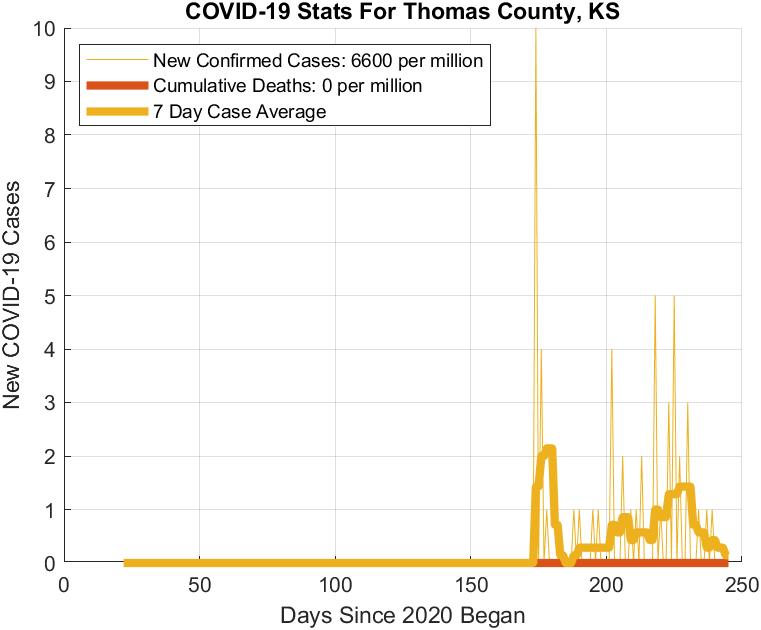 COVID-19 Stats For Thomas County, KS
New Confirmed Cases: 6600 per million
Cumulative Deaths: 0 per million
7 Day Case Average
New COVID-19 Cases
10
9
8
7
6
5
4
3
2
1
0
0 50 100 150 200 250
Days Since 2020 Began